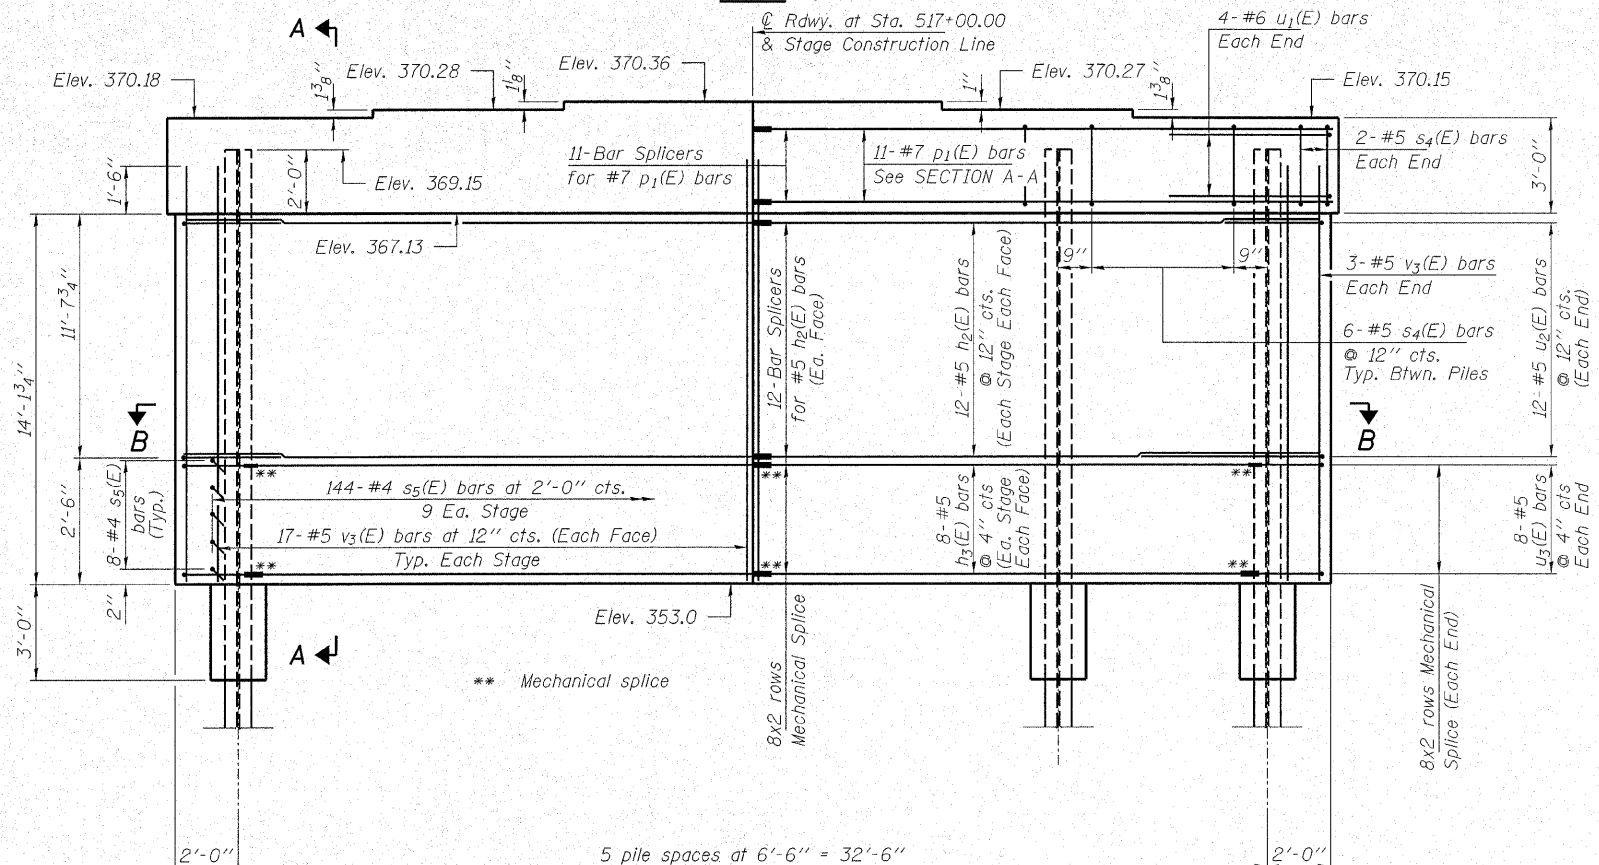 A
℄ Rdwy. at Sta. 517+00.00
& Stage Construction Line
4-#6 u1(E) bars
Each End
Elev. 370.18
1 3/8"
Elev. 370.28
1 1/8"
Elev. 370.36
1"
Elev. 370.27
1 3/8"
Elev. 370.15
1'-6"
2'-0"
Elev. 369.15
11-Bar Splicers
for #7 p1(E) bars
11-#7 p1(E) bars
See SECTION A-A
2-#5 s4(E) bars
Each End
3'-0"
Elev. 367.13
9"
9"
3-#5 v3(E) bars
Each End
6-#5 s4(E) bars
@ 12" cts.
Typ. Btwn. Piles
14'-1 3/4"
11'-7 3/4"
12-Bar Splicers
for #5 h2(E) bars
(Ea. Face)
12-#5 h2(E) bars
@ 12" cts.
(Each Stage Each Face)
12-#5 u2(E) bars
@ 12" cts.
(Each End)
B
B
2'-6"
8-#4 s5(E)
bars
(Typ.)
**
144-#4 s5(E) bars at 2'-0" cts.
9 Ea. Stage
17-#5 v3(E) bars at 12" cts. (Each Face)
Typ. Each Stage
**
**
**
8-#5
h3(E) bars
@ 4" cts
(Ea. Stage
Each Face)
**
**
8-#5
u3(E) bars
@ 4" cts
Each End
3'-0"
2"
Elev. 353.0
A
** Mechanical splice
8x2 rows
Mechanical Splice
8x2 rows Mechanical
Splice (Each End)
2'-0"
5 pile spaces at 6'-6" = 32'-6"
2'-0"